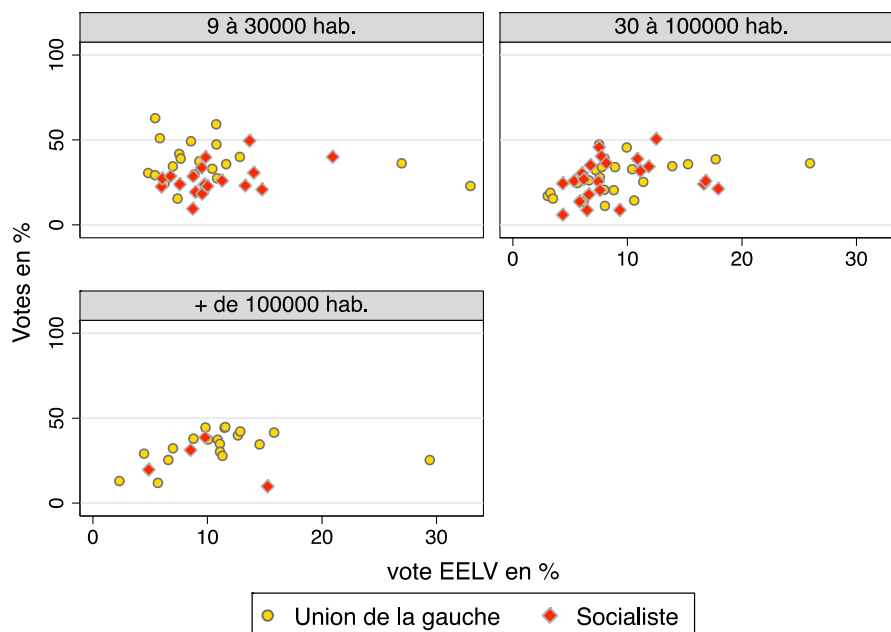 9 à 30000 hab.
30 à 100000 hab.
100
50
0
0 10 20 30
+ de 100000 hab.
100
50
0
0 10 20 30
Votes en %
vote EELV en %
Union de la gauche
Socialiste